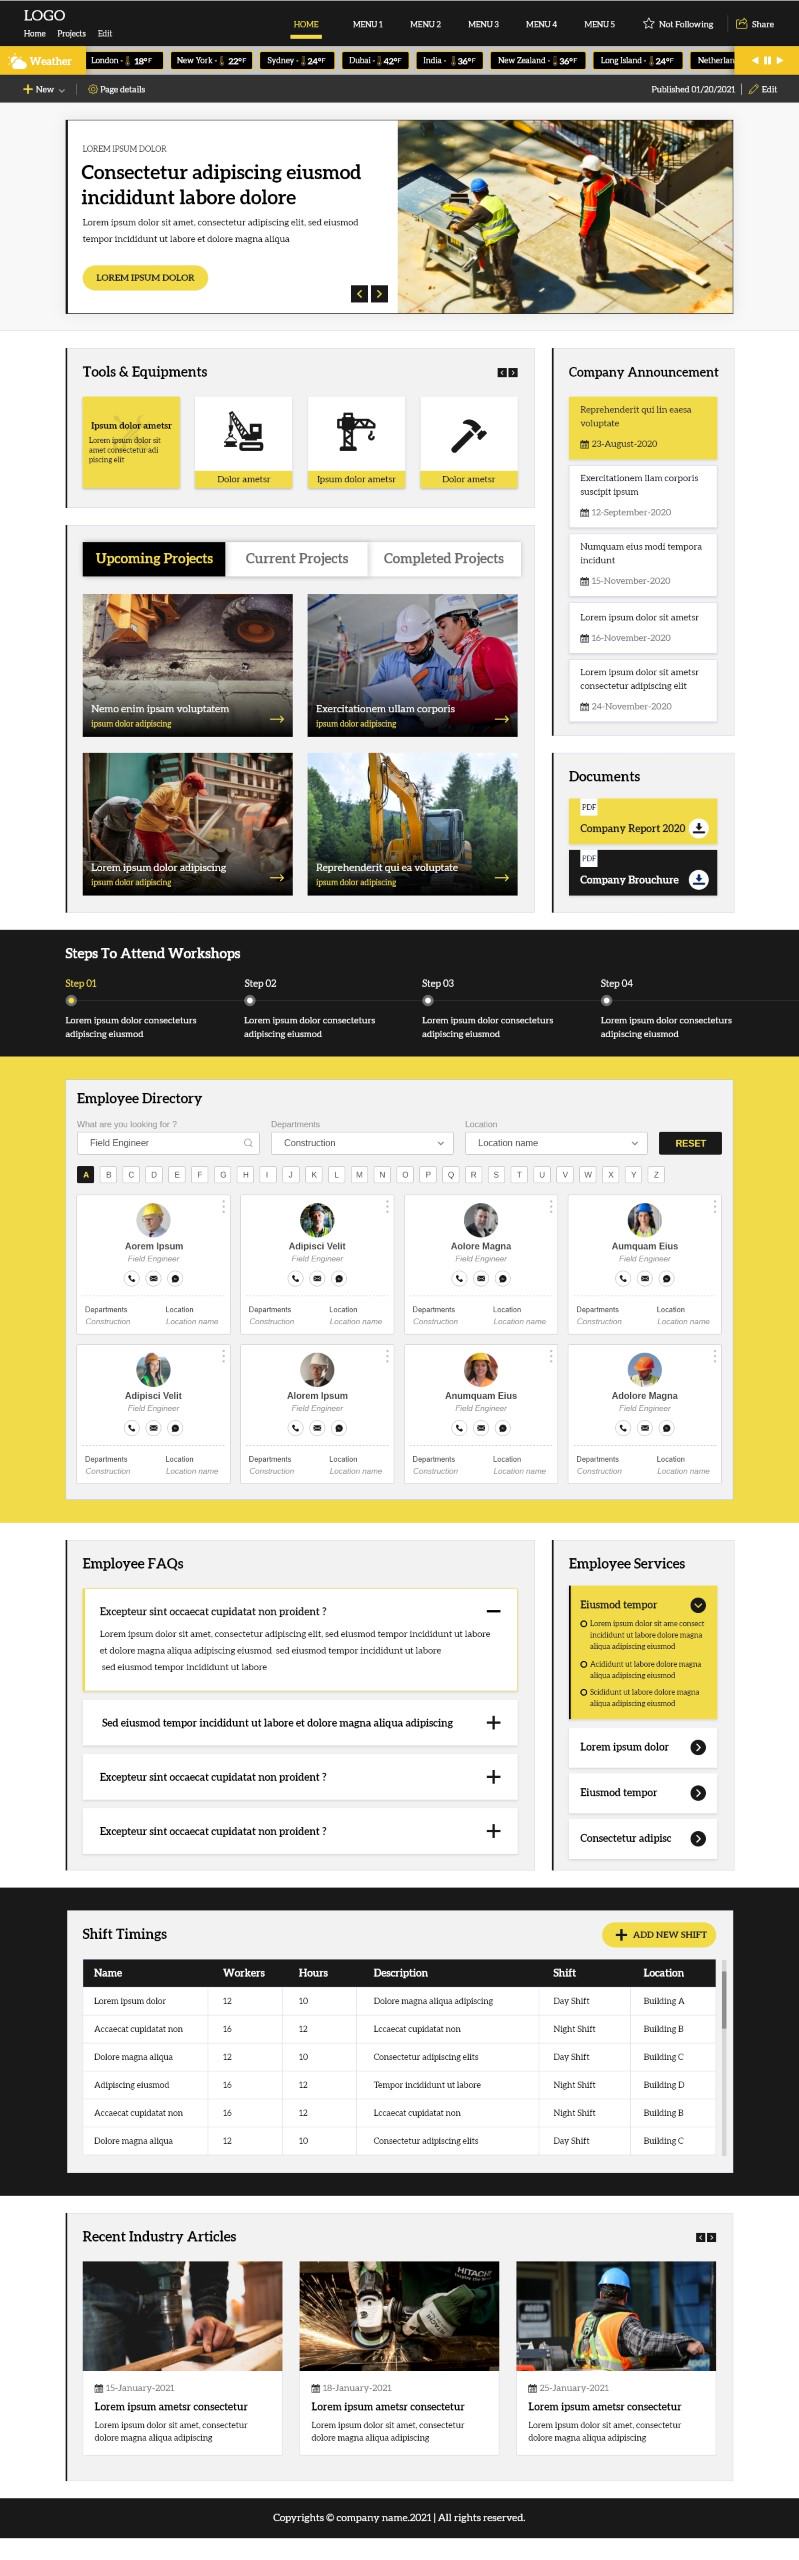 LOGO
Home Projects Edit
HOME MENU 1 MENU 2 MENU 3 MENU 4 MENU 5 Not Following Share
Weather London - 18°F New York - 22°F Sydney - 24°F Dubai - 42°F India - 36°F New Zealand - 36°F Long Island - 24°F Netherlan
New Page details Published 01/20/2021 Edit
LOREM IPSUM DOLOR
Consectetur adipiscing eiusmod
incididunt labore dolore
Lorem ipsum dolor sit amet, consectetur adipiscing elit, sed eiusmod
tempor incididunt ut labore et dolore magna aliqua
LOREM IPSUM DOLOR
Tools & Equipments
Ipsum dolor ametsr
Lorem ipsum dolor sit
amet consectetur adi
piscing elit
Dolor ametsr
Ipsum dolor ametsr
Dolor ametsr
Company Announcement
Reprehenderit qui lin eaesa
voluptate
23-August-2020
Exercitationem llam corporis
suscipit ipsum
12-September-2020
Numquam eius modi tempora
incidunt
15-November-2020
Lorem ipsum dolor sit ametsr
16-November-2020
Lorem ipsum dolor sit ametsr
consectetur adipiscing elit
24-November-2020
Upcoming Projects Current Projects Completed Projects
Nemo enim ipsam voluptatem
ipsum dolor adipiscing
Exercitationem ullam corporis
ipsum dolor adipiscing
Lorem ipsum dolor adipiscing
ipsum dolor adipiscing
Reprehenderit qui ea voluptate
ipsum dolor adipiscing
Documents
PDF
Company Report 2020
PDF
Company Brouchure
Steps To Attend Workshops
Step 01 Step 02 Step 03 Step 04
Lorem ipsum dolor consecteturs Lorem ipsum dolor consecteturs Lorem ipsum dolor consecteturs Lorem ipsum dolor consecteturs
adipiscing eiusmod adipiscing eiusmod adipiscing eiusmod adipiscing eiusmod
Employee Directory
What are you looking for ? Departments Location
Field Engineer Construction Location name RESET
A B C D E F G H I J K L M N O P Q R S T U V W X Y Z
Aorem Ipsum Adipisci Velit Aolore Magna Aumquam Eius
Field Engineer Field Engineer Field Engineer Field Engineer
Departments Location Departments Location Departments Location Departments Location
Construction Location name Construction Location name Construction Location name Construction Location name
Adipisci Velit Alorem Ipsum Anumquam Eius Adolore Magna
Field Engineer Field Engineer Field Engineer Field Engineer
Departments Location Departments Location Departments Location Departments Location
Construction Location name Construction Location name Construction Location name Construction Location name
Employee FAQs
Excepteur sint occaecat cupidatat non proident ?
Lorem ipsum dolor sit amet, consectetur adipiscing elit, sed eiusmod tempor incididunt ut labore
et dolore magna aliqua adipiscing eiusmod sed eiusmod tempor incididunt ut labore
sed eiusmod tempor incididunt ut labore
Sed eiusmod tempor incididunt ut labore et dolore magna aliqua adipiscing
Excepteur sint occaecat cupidatat non proident ?
Excepteur sint occaecat cupidatat non proident ?
Employee Services
Eiusmod tempor
Lorem ipsum dolor sit ame consect
incididunt ut labore dolore magna
aliqua adipiscing eiusmod
Acididunt ut labore dolore magna
aliqua adipiscing eiusmod
Scididunt ut labore dolore magna
aliqua adipiscing eiusmod
Lorem ipsum dolor
Eiusmod tempor
Consectetur adipisc
Shift Timings ADD NEW SHIFT
Name Workers Hours Description Shift Location
Lorem ipsum dolor 12 10 Dolore magna aliqua adipiscing Day Shift Building A
Accaecat cupidatat non 16 12 Lccaecat cupidatat non Night Shift Building B
Dolore magna aliqua 12 10 Consectetur adipiscing elits Day Shift Building C
Adipiscing eiusmod 16 12 Tempor incididunt ut labore Night Shift Building D
Accaecat cupidatat non 16 12 Lccaecat cupidatat non Night Shift Building B
Dolore magna aliqua 12 10 Consectetur adipiscing elits Day Shift Building C
Recent Industry Articles
HITACHI
HITACHI
15-January-2021 18-January-2021 25-January-2021
Lorem ipsum ametsr consectetur Lorem ipsum ametsr consectetur Lorem ipsum ametsr consectetur
Lorem ipsum dolor sit amet, consectetur Lorem ipsum dolor sit amet, consectetur Lorem ipsum dolor sit amet, consectetur
dolore magna aliqua adipiscing dolore magna aliqua adipiscing dolore magna aliqua adipiscing
Copyrights © company name.2021 | All rights reserved.